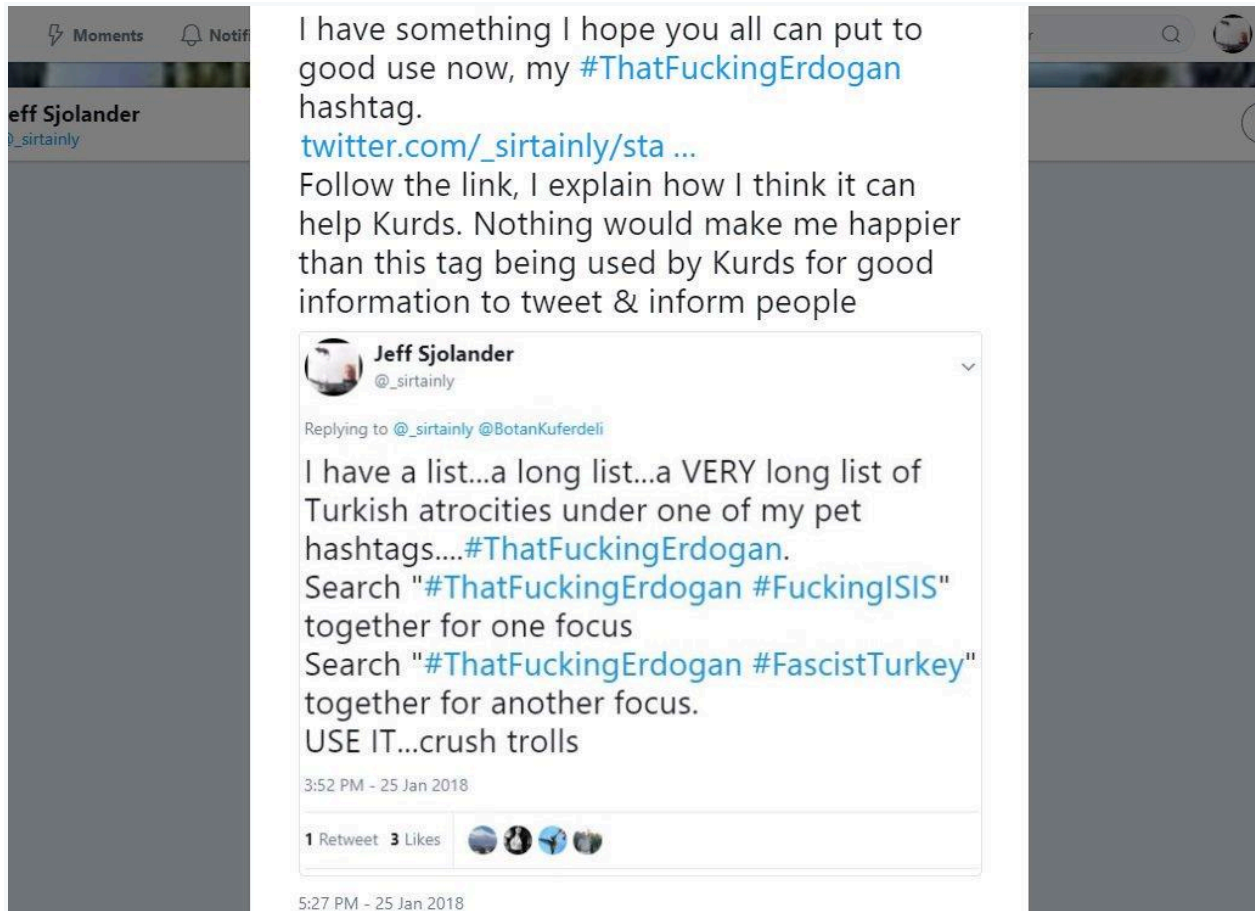 Moments
Notif
eff Sjolander
_sirtainly
I have something I hope you all can put to
good use now, my #ThatFuckingErdogan
hashtag.
twitter.com/_sirtainly/sta ...
Follow the link, I explain how I think it can
help Kurds. Nothing would make me happier
than this tag being used by Kurds for good
information to tweet & inform people
Jeff Sjolander
@_sirtainly
Replying to @_sirtainly @BotanKuferdeli
I have a list...a long list...a VERY long list of
Turkish atrocities under one of my pet
hashtags....#ThatFuckingErdogan.
Search "#ThatFuckingErdogan #FuckingISIS"
together for one focus
Search "#ThatFuckingErdogan #FascistTurkey"
together for another focus.
USE IT...crush trolls
3:52 PM - 25 Jan 2018
1 Retweet 3 Likes
5:27 PM - 25 Jan 2018